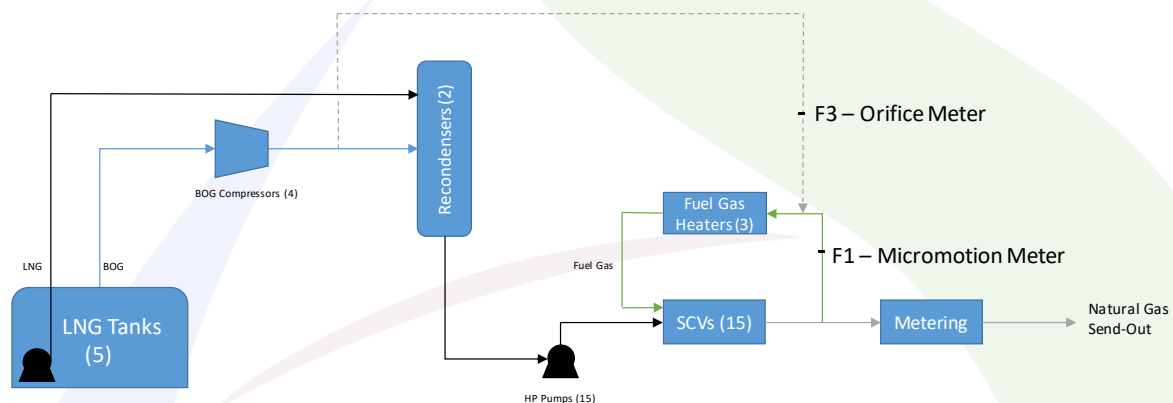 F3 – Orifice Meter
Recondensers (2)
BOG Compressors (4)
Fuel Gas
Heaters (3)
F1 – Micromotion Meter
Fuel Gas
LNG
BOG
LNG Tanks
(5)
SCVs (15)
Metering
Natural Gas
Send-Out
HP Pumps (15)